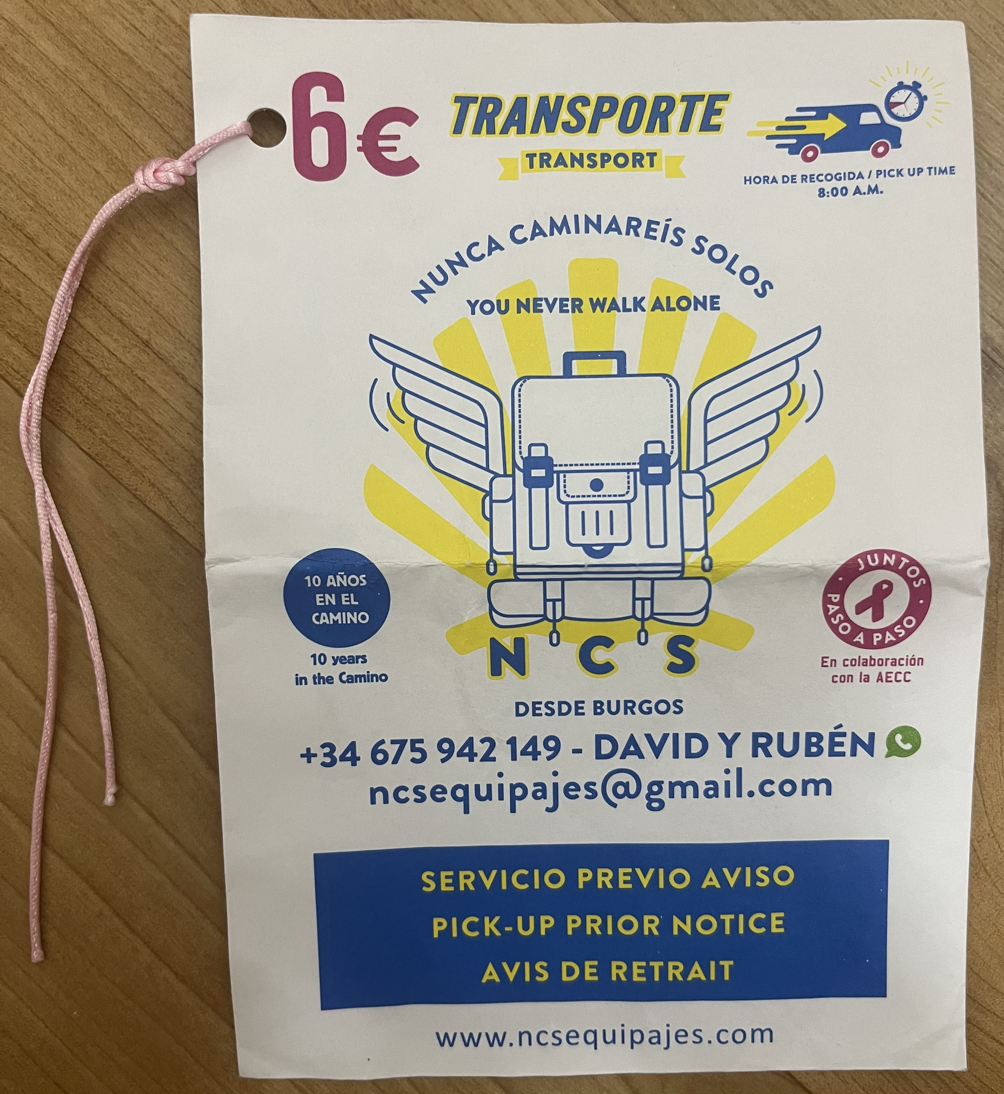 6€
TRANSPORTE
TRANSPORT
HORA DE RECOGIDA / PICK UP TIME
8:00 A.M.
NUNCA CAMINAREÍS SOLOS
YOU NEVER WALK ALONE
10 AÑOS
EN EL
CAMINO
10 years
in the Camino
JUNTOS
PASO A PASO
En colaboración
con la AECC
N C S
DESDE BURGOS
+34 675 942 149 - DAVID Y RUBÉN
ncsequipajes@gmail.com
SERVICIO PREVIO AVISO
PICK-UP PRIOR NOTICE
AVIS DE RETRAIT
www.ncsequipajes.com